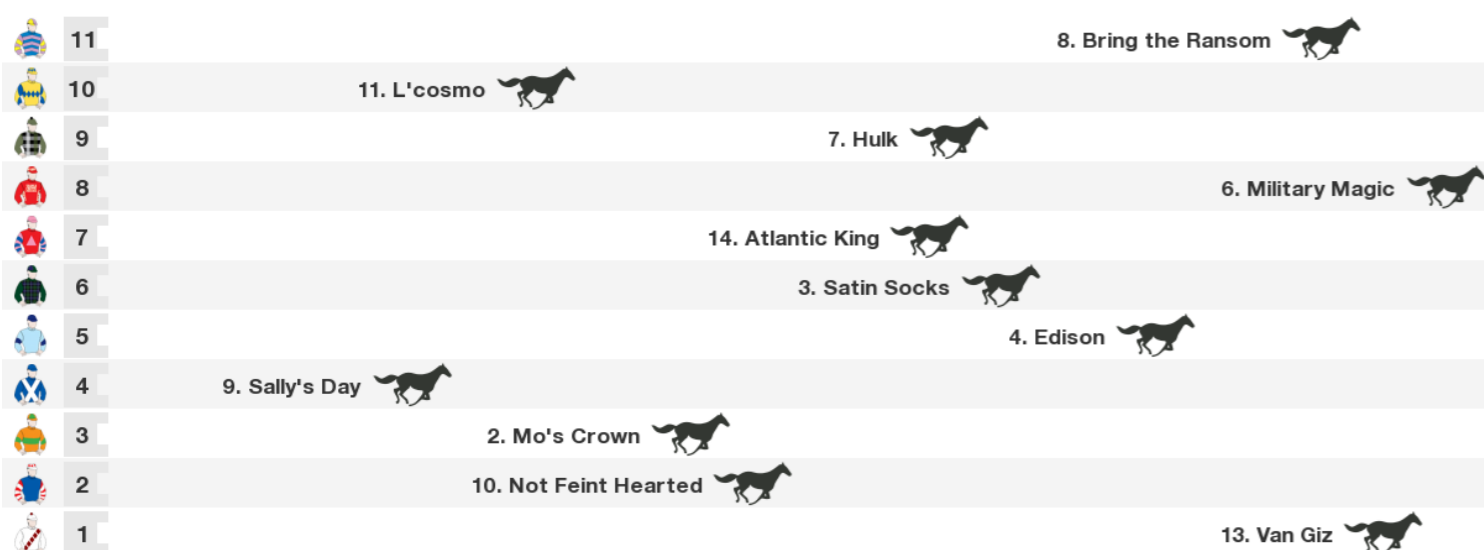 11 8. Bring the Ransom
10 11. L'cosmo
9 7. Hulk
8 6. Military Magic
7 14. Atlantic King
6 3. Satin Socks
5 4. Edison
4 9. Sally's Day
3 2. Mo's Crown
2 10. Not Feint Hearted
1 13. Van Giz